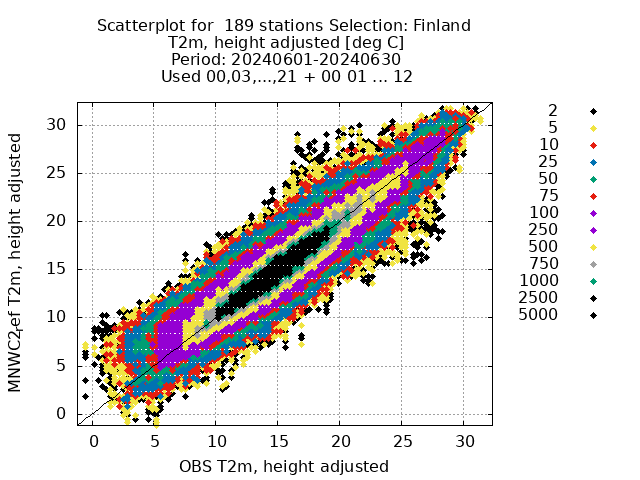 Scatterplot for  189 stations Selection: Finland
T2m, height adjusted [deg C]
Period: 20240601-20240630
Used 00,03,...,21 + 00 01 ... 12
30
25
20
15
10
5
0
0 5 10 15 20 25 30
MNWC2,ef T2m, height adjusted
OBS T2m, height adjusted
2
5
10
25
50
75
100
250
500
750
1000
2500
5000